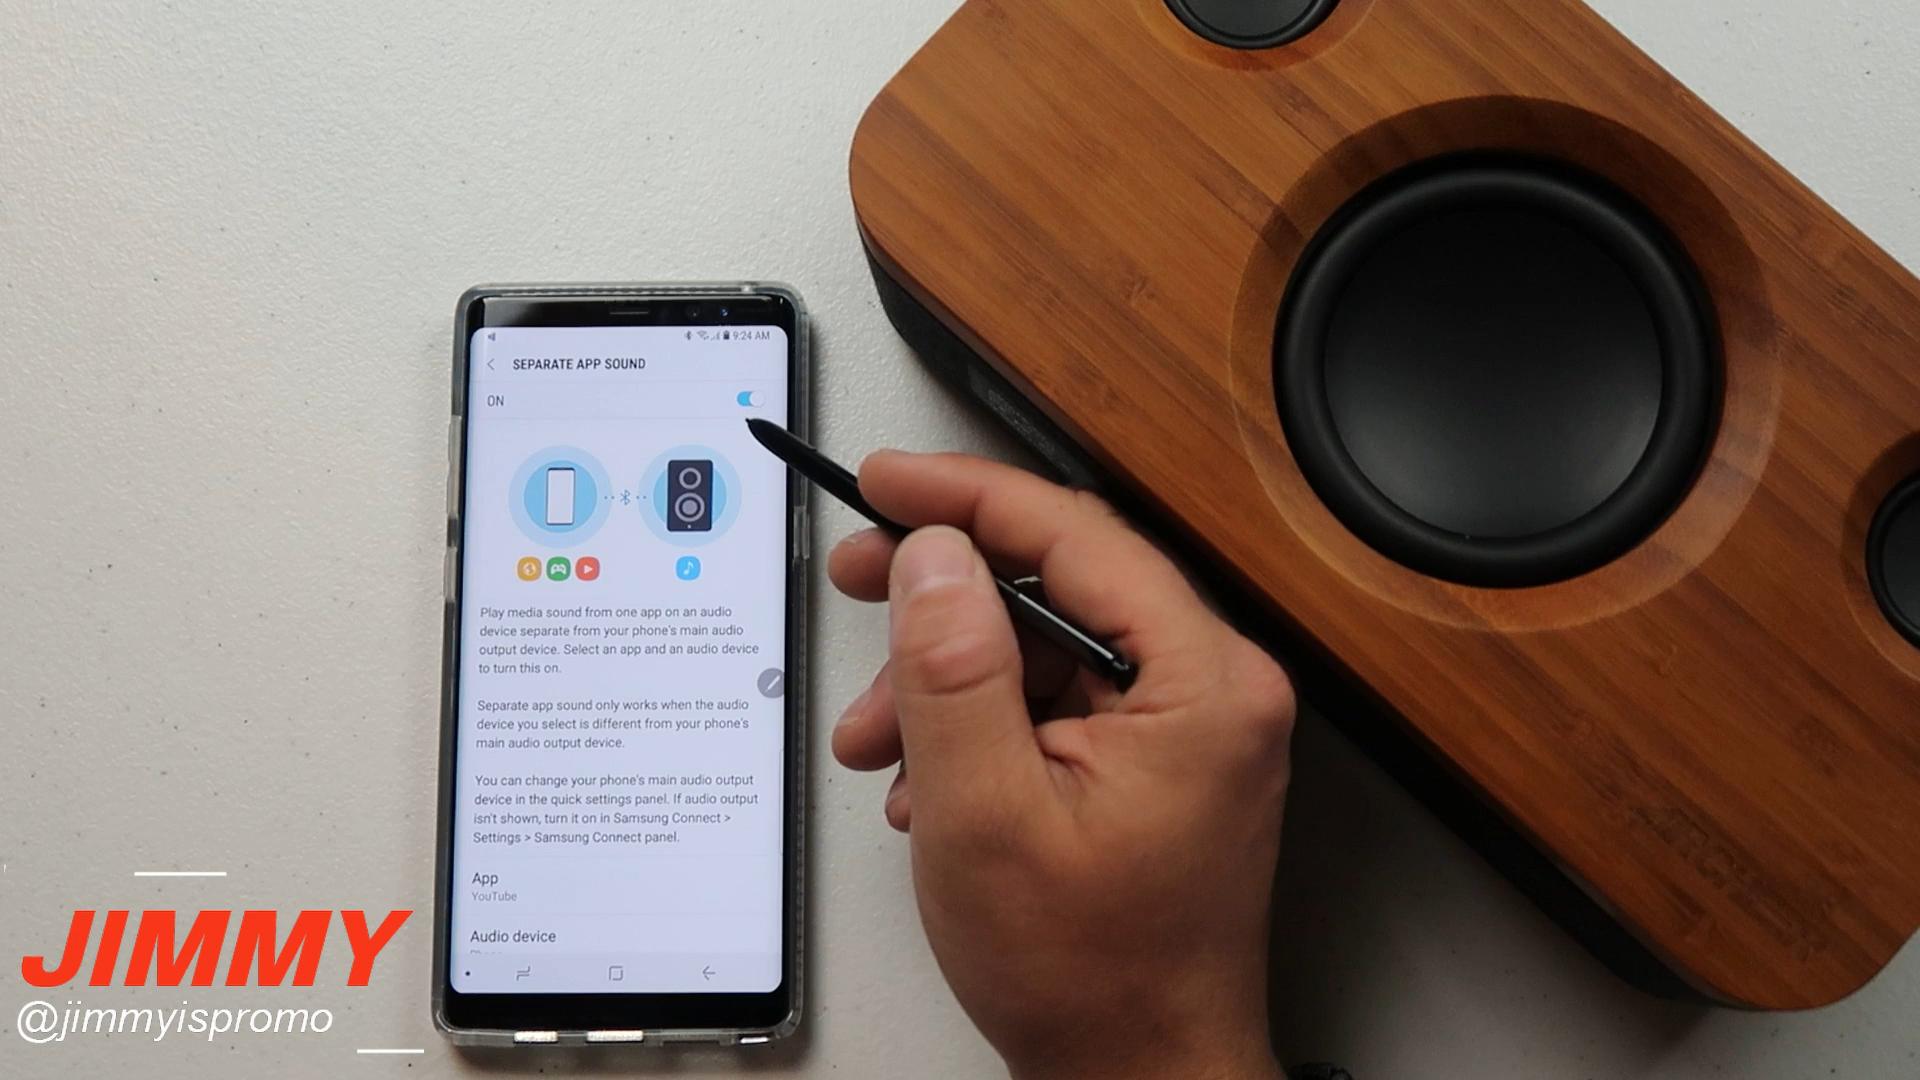 9:24 AM
SEPARATE APP SOUND
ON
Play media sound from one app on an audio
device separate from your phone's main audio
output device. Select an app and an audio device
to turn this on.
Separate app sound only works when the audio
device you select is different from your phone's
main audio output device.
You can change your phone's main audio output
device in the quick settings panel. If audio output
isn't shown, turn it on in Samsung Connect >
Settings > Samsung Connect panel.
App
YouTube
Audio device
JIMMY
@jimmyispromo